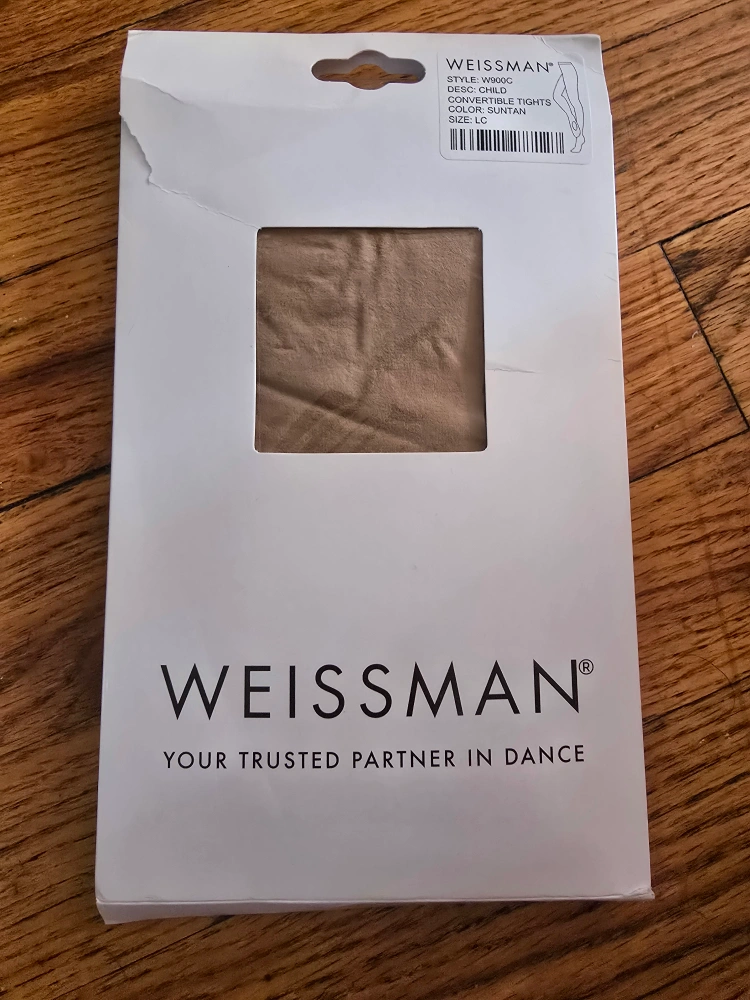 WEISSMAN®
STYLE: W900C
DESC: CHILD
CONVERTIBLE TIGHTS
COLOR: SUNTAN
SIZE: LC
WEISSMAN®
YOUR TRUSTED PARTNER IN DANCE